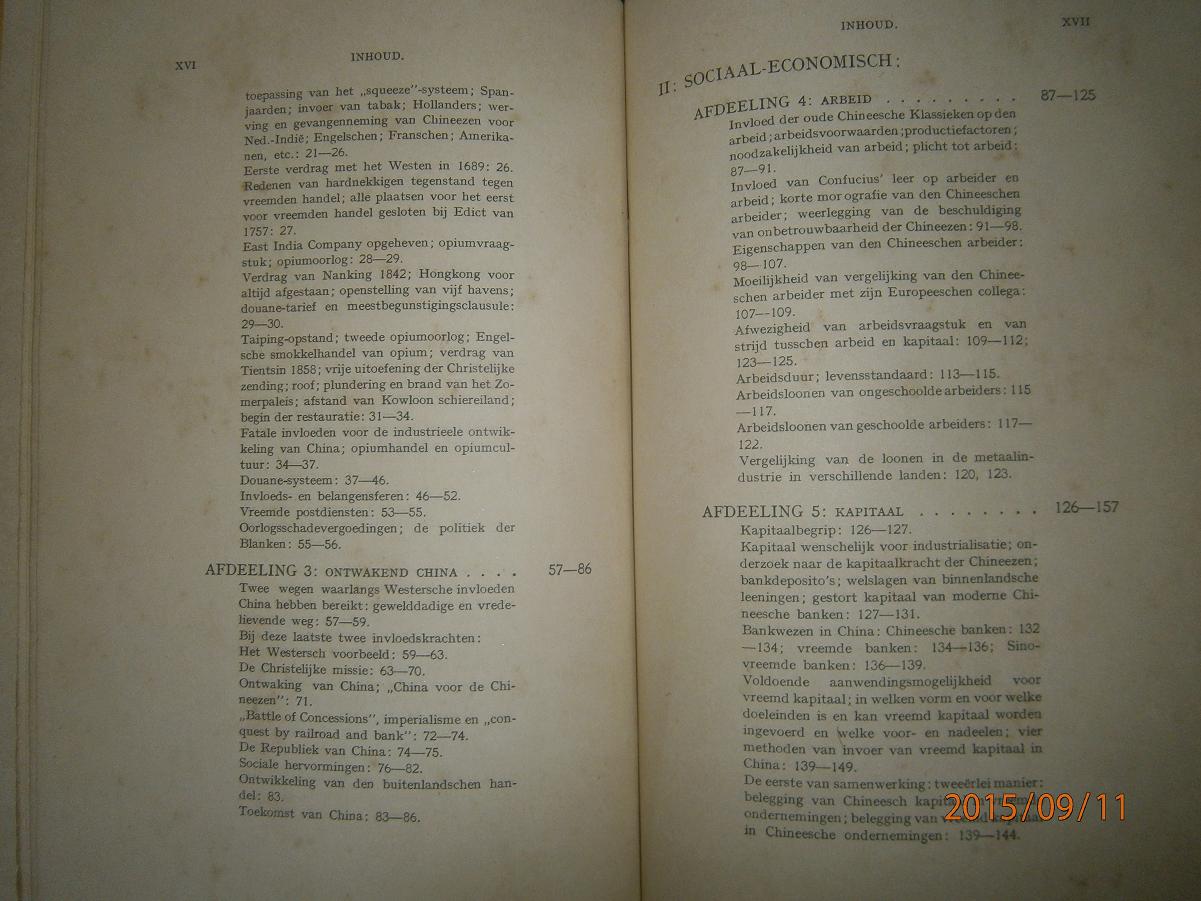 XVI
INHOUD.
toepassing van het „squeeze”-systeem; Span-
jaarden; invoer van tabak; Hollanders; wer-
ving en gevangenneming van Chineezen voor
Ned.-Indië; Engelschen; Franschen; Amerika-
nen, etc.: 21—26.
Eerste verdrag met het Westen in 1689: 26.
Redenen van hardnekkigen tegenstand tegen
vreemden handel; alle plaatsen voor het eerst
voor vreemden handel gesloten bij Edict van
1757: 27.
East India Company opgeheven; opiumvraag-
stuk; opiumoorlog: 28—29.
Verdrag van Nanking 1842; Hongkong voor
altijd afgestaan; openstelling van vijf havens;
douane-tarief en meestbegunstigingsclausule:
29—30.
Taiping-opstand; tweede opiumoorlog; Engel-
sche smokkelhandel van opium; verdrag van
Tientsin 1858; vrije uitoefening der Christelijke
zending; roof; plundering en brand van het Zo-
merpaleis; afstand van Kowloon schiereiland;
begin der restauratie: 31—34.
Fatale invloeden voor de industrieele ontwik-
keling van China; opiumhandel en opiumcul-
tuur: 34—37.
Douane-systeem: 37—46.
Invloeds- en belangensferen: 46—52.
Vreemde postdiensten: 53—55.
Oorlogsschadevergoedingen; de politiek der
Blanken: 55—56.
AFDEELING 3: ONTWAKEND CHINA . . . . 57—86
Twee wegen waarlangs Westersche invloeden
China hebben bereikt: gewelddadige en vrede-
lievende weg: 57—59.
Bij deze laatste twee invloedskrachten:
Het Westersch voorbeeld: 59—63.
De Christelijke missie: 63—70.
Ontwaking van China; „China voor de Chi-
neezen”: 71.
„Battle of Concessions”, imperialisme en „con-
quest by railroad and bank”: 72—74.
De Republiek van China: 74—75.
Sociale hervormingen: 76—82.
Ontwikkeling van den buitenlandschen han-
del: 83.
Toekomst van China: 83—86.
INHOUD.
XVII
II: SOCIAAL-ECONOMISCH:
AFDEELING 4: ARBEID . . . . . . . . . 87—125
Invloed der oude Chineesche Klassieken op den
arbeid; arbeidsvoorwaarden; productiefactoren;
noodzakelijkheid van arbeid; plicht tot arbeid:
87—91.
Invloed van Confucius' leer op arbeider en
arbeid; korte mor ografie van den Chineeschen
arbeider; weerlegging van de beschuldiging
van onbetrouwbaarheid der Chineezen: 91—98.
Eigenschappen van den Chineeschen arbeider:
98—107.
Moeilijkheid van vergelijking van den Chinee-
schen arbeider met zijn Europeeschen collega:
107—109.
Afwezigheid van arbeidsvraagstuk en van
strijd tusschen arbeid en kapitaal: 109—112;
123—125.
Arbeidsduur; levensstandaard: 113—115.
Arbeidsloonen van ongeschoolde arbeiders: 115
—117.
Arbeidsloonen van geschoolde arbeiders: 117—
122.
Vergelijking van de loonen in de metaalin-
dustrie in verschillende landen: 120, 123.
AFDEELING 5: KAPITAAL . . . . . . . . 126—157
Kapitaalbegrip: 126—127.
Kapitaal wenschelijk voor industrialisatie; on-
derzoek naar de kapitaalkracht der Chineezen;
bankdeposito's; welslagen van binnenlandsche
leeningen; gestort kapitaal van moderne Chi-
neesche banken: 127—131.
Bankwezen in China: Chineesche banken: 132
—134; vreemde banken: 134—136; Sino-
vreemde banken: 136—139.
Voldoende aanwendingsmogelijkheid voor
vreemd kapitaal; in welken vorm en voor welke
doeleinden is en kan vreemd kapitaal worden
ingevoerd en welke voor- en nadeelen; vier
methoden van invoer van vreemd kapitaal in
China: 139—149.
De eerste van samenwerking: tweeërlei manier:
belegging van Chineesch kapitaal in vreemde
ondernemingen; belegging van vreemd kapitaal
in Chineesche ondernemingen: 139—144.
2015/09/11